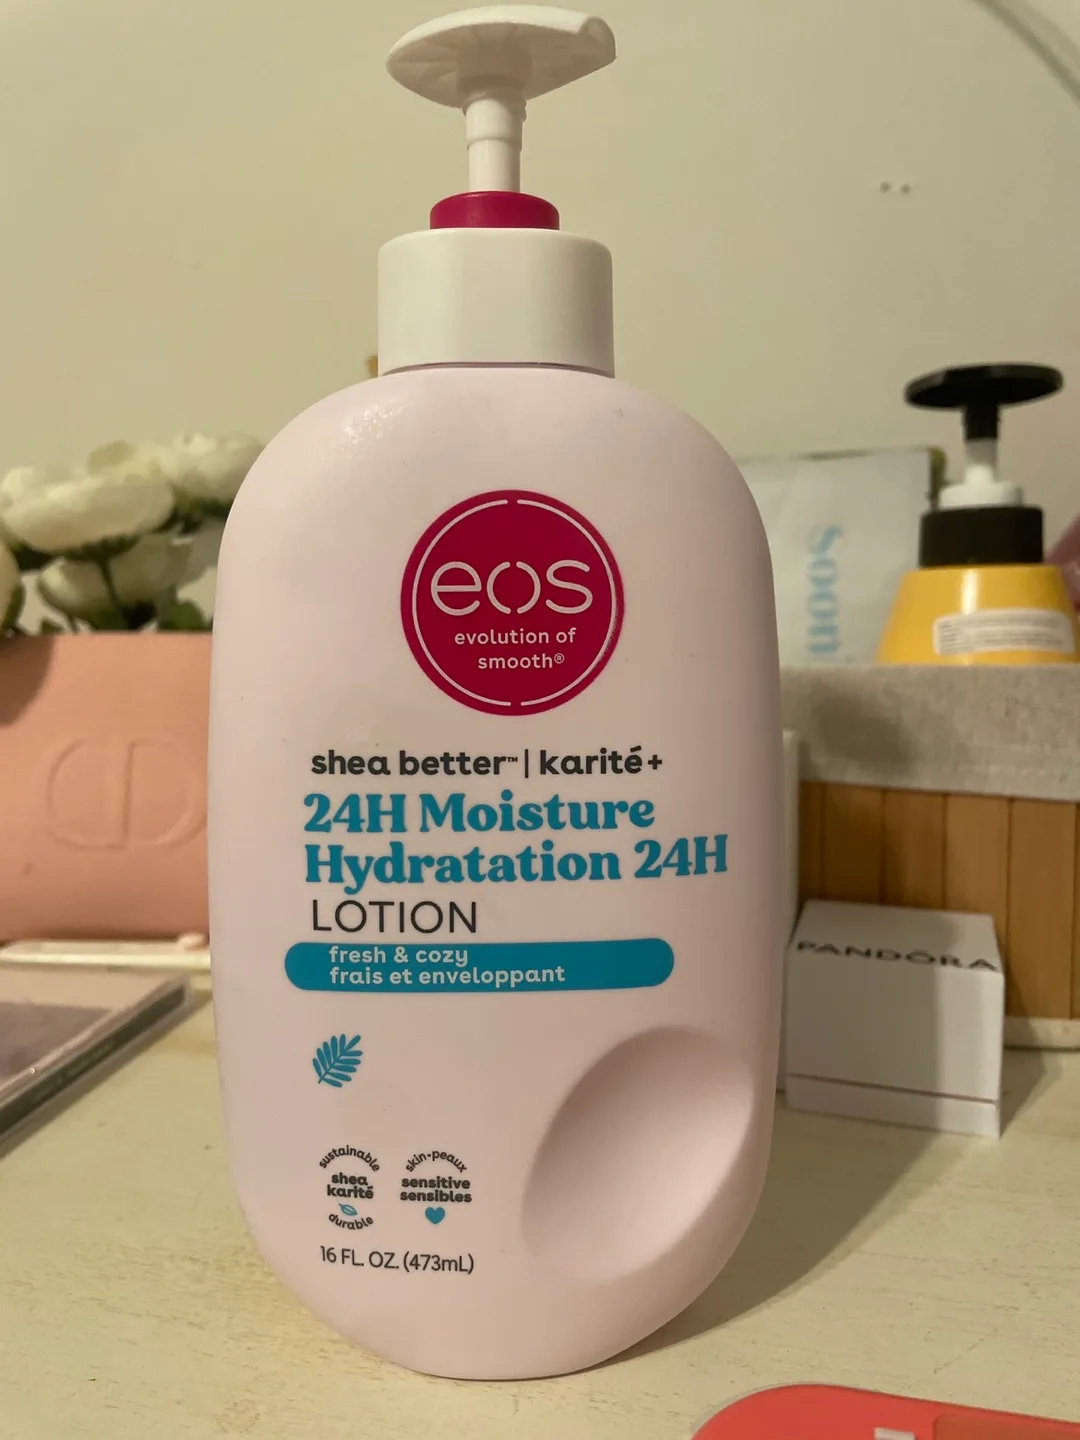 eos
evolution of
smooth®
shea better™ | karité+
24H Moisture
Hydratation 24H
LOTION
fresh & cozy
frais et enveloppant
sustainable
shea
karité
durable
skin•peaux
sensitive
sensibles
16 FL. OZ. (473mL)
soon
PANDORA